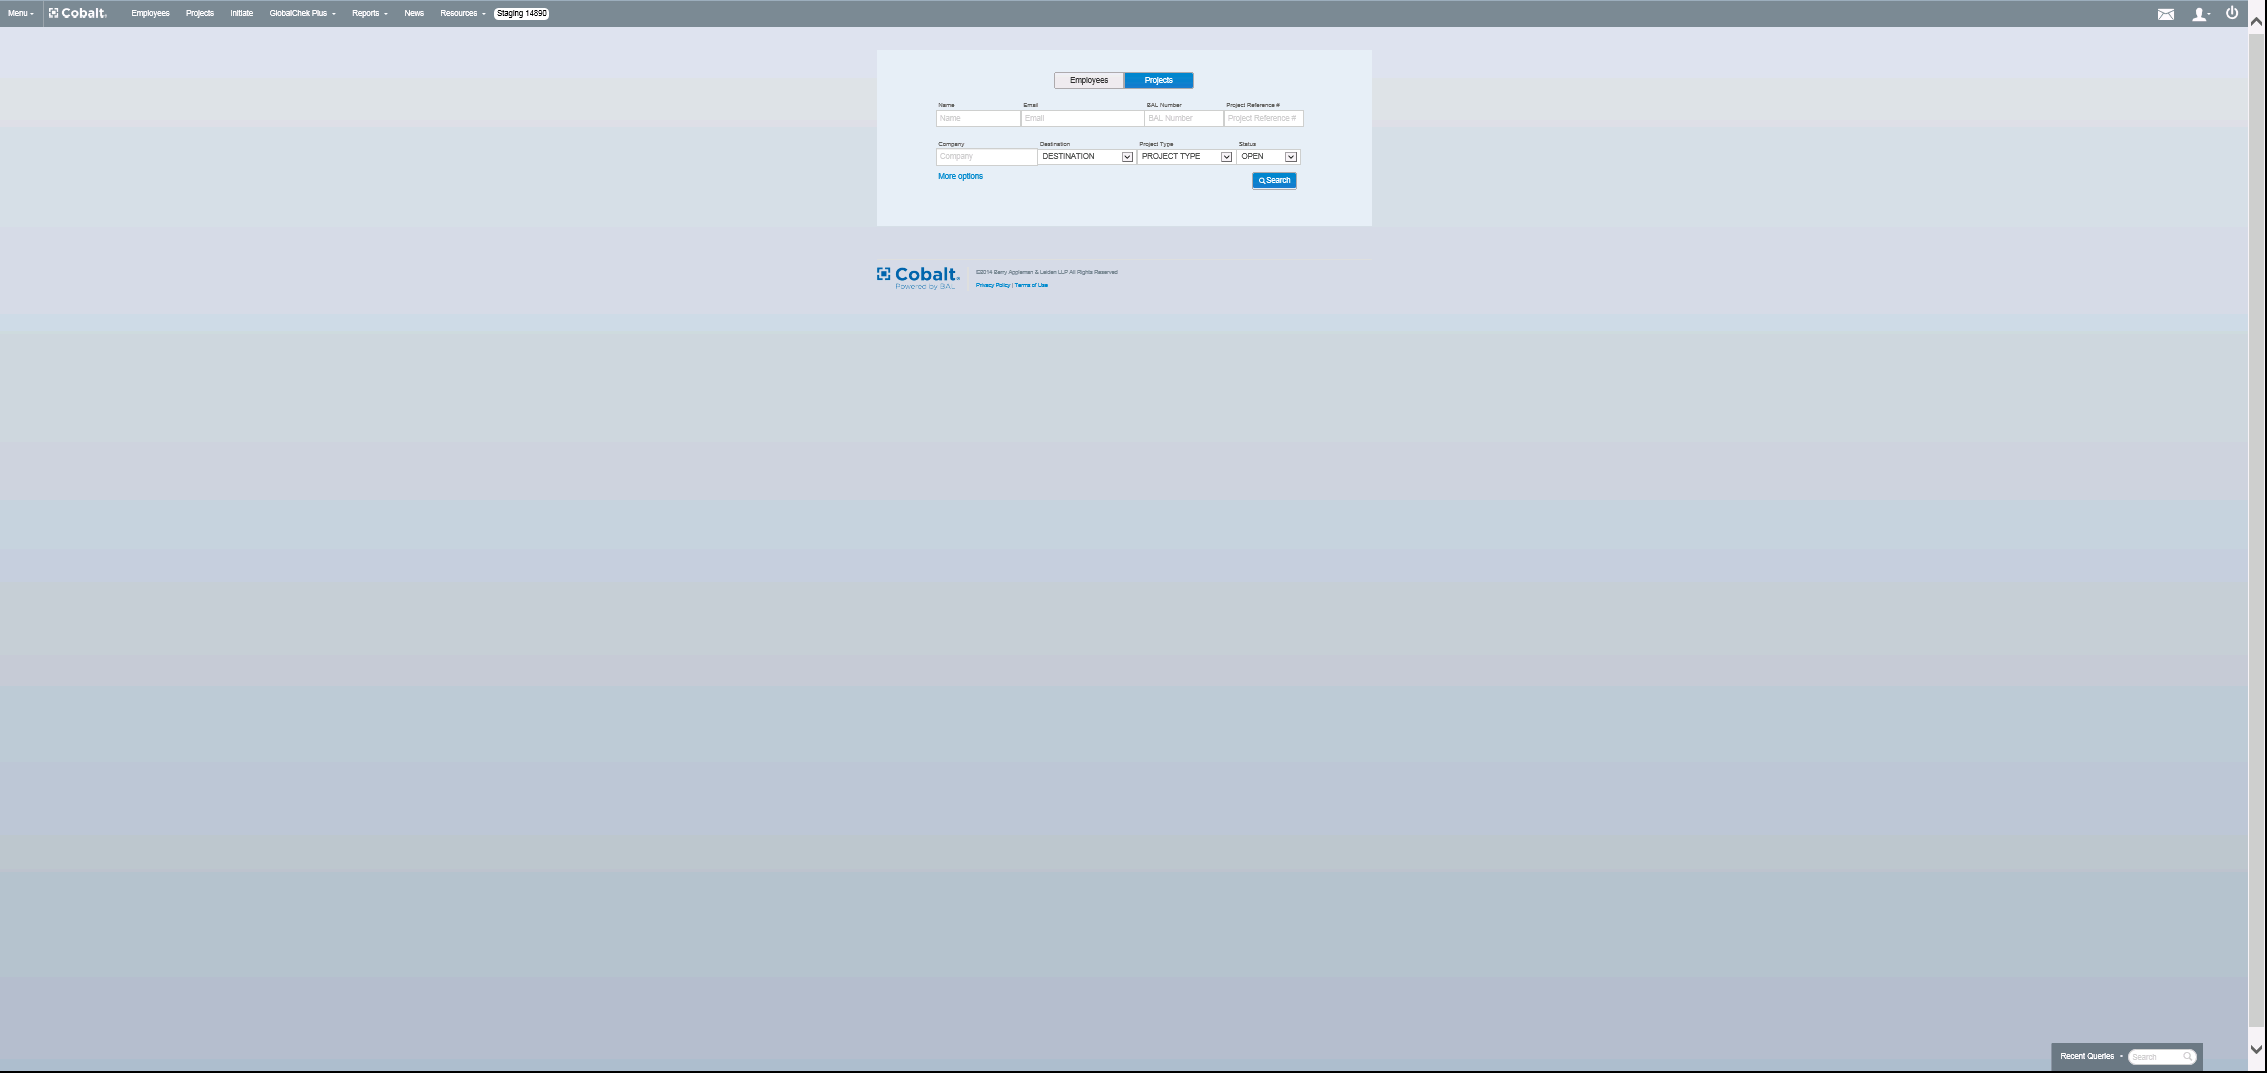 Menu Cobalt. Employees Projects Initiate GlobalChek Plus Reports News Resources Staging 14890
Employees Projects
Name Email BAL Number Project Reference #
Name Email BAL Number Project Reference #
Company Destination Project Type Status
Company DESTINATION PROJECT TYPE OPEN
More options Search
Cobalt.
Powered by BAL
©2014 Berry Appleman & Leiden LLP All Rights Reserved
Privacy Policy | Terms of Use
Recent Queries Search